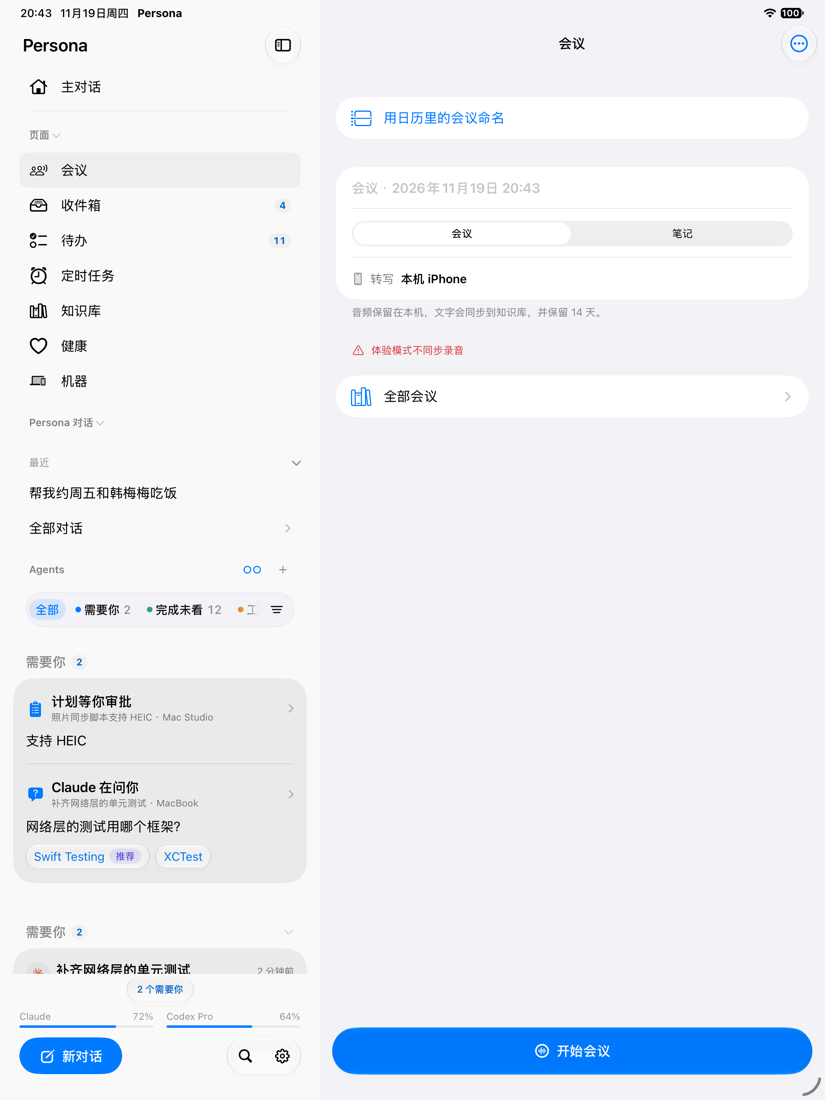 20:43 11月19日周四 Persona
100
Persona
主对话
页面
会议
收件箱 4
待办 11
定时任务
知识库
健康
机器
Persona 对话
最近
帮我约周五和韩梅梅吃饭
全部对话
Agents
全部 需要你 2 完成未看 12
需要你 2
计划等你审批
照片同步脚本支持 HEIC · Mac Studio
支持 HEIC
Claude 在问你
补齐网络层的单元测试 · MacBook
网络层的测试用哪个框架?
Swift Testing 推荐 XCTest
需要你 2
补齐网络层的单元测试 2 分钟前
2 个需要你
Claude 72% Codex Pro 64%
新对话
会议
用日历里的会议命名
会议 · 2026年11月19日 20:43
会议 笔记
转写 本机 iPhone
音频保留在本机，文字会同步到知识库，并保留 14 天。
体验模式不同步录音
全部会议
开始会议